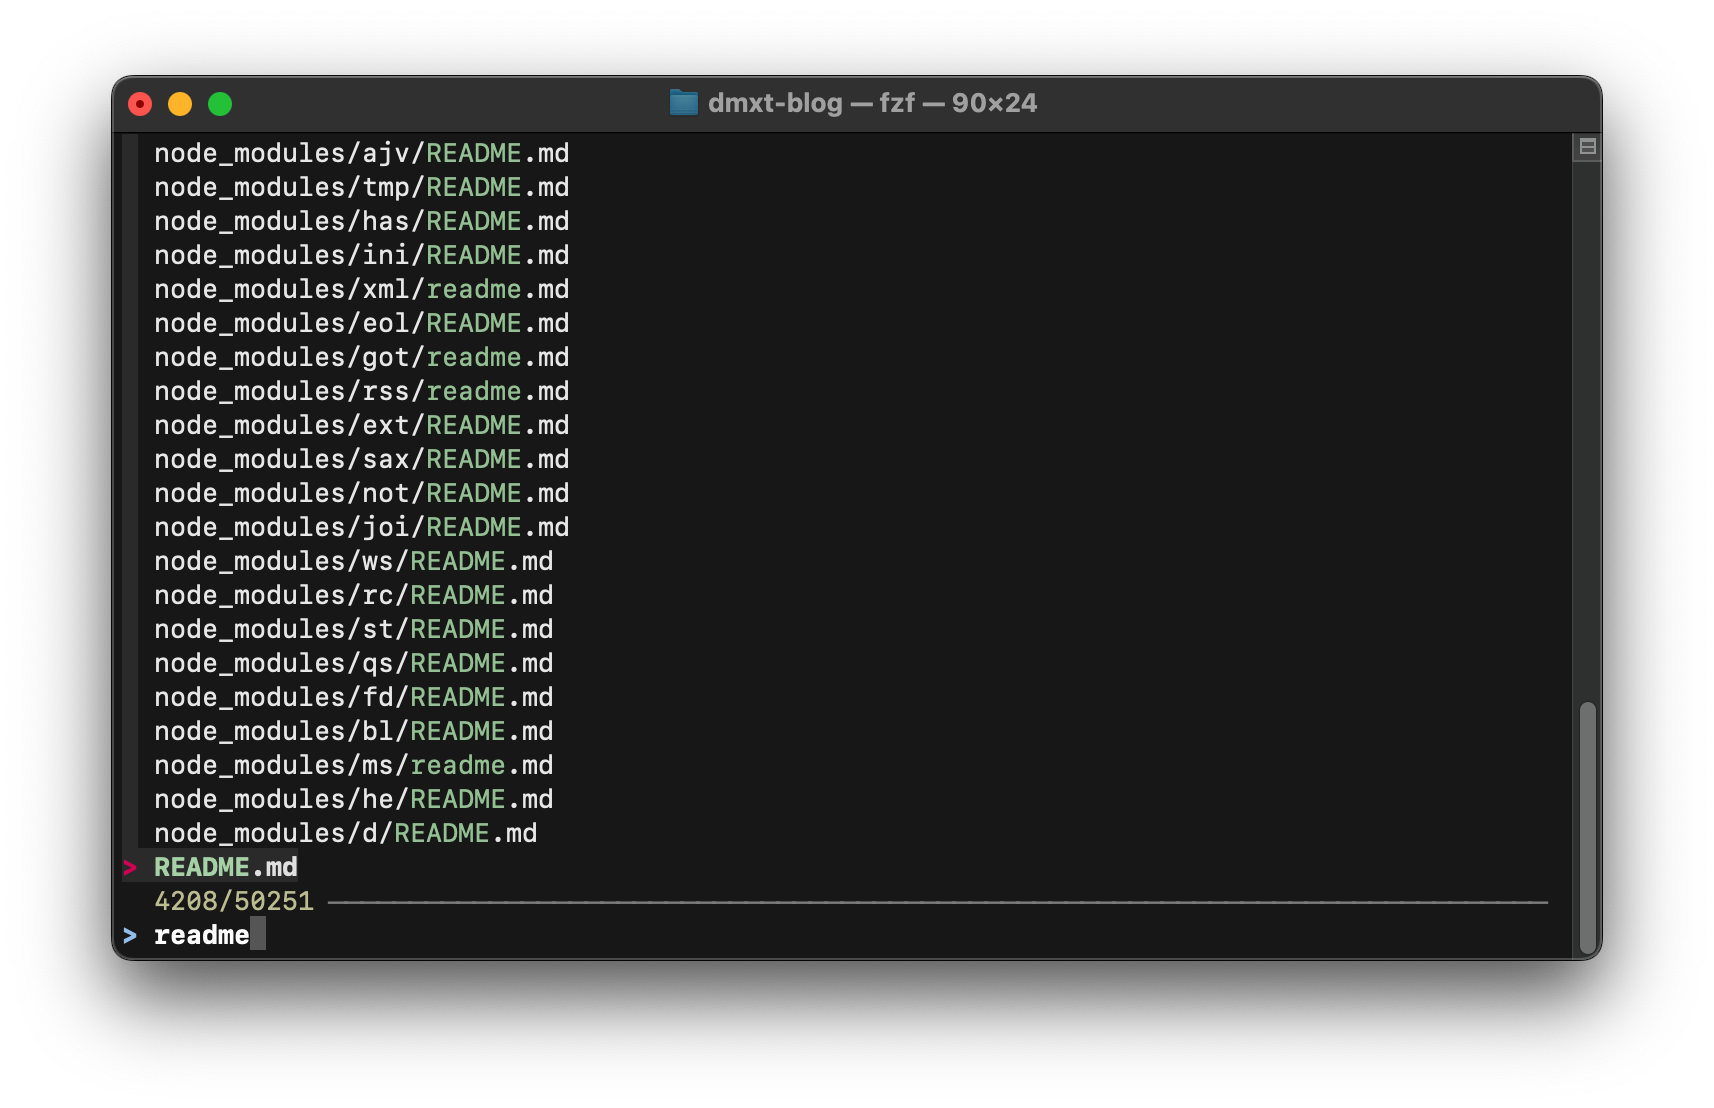 dmxt-blog — fzf — 90×24
node_modules/ajv/README.md
node_modules/tmp/README.md
node_modules/has/README.md
node_modules/ini/README.md
node_modules/xml/readme.md
node_modules/eol/README.md
node_modules/got/readme.md
node_modules/rss/readme.md
node_modules/ext/README.md
node_modules/sax/README.md
node_modules/not/README.md
node_modules/joi/README.md
node_modules/ws/README.md
node_modules/rc/README.md
node_modules/st/README.md
node_modules/qs/README.md
node_modules/fd/README.md
node_modules/bl/README.md
node_modules/ms/readme.md
node_modules/he/README.md
node_modules/d/README.md
> README.md
4208/50251
> readme